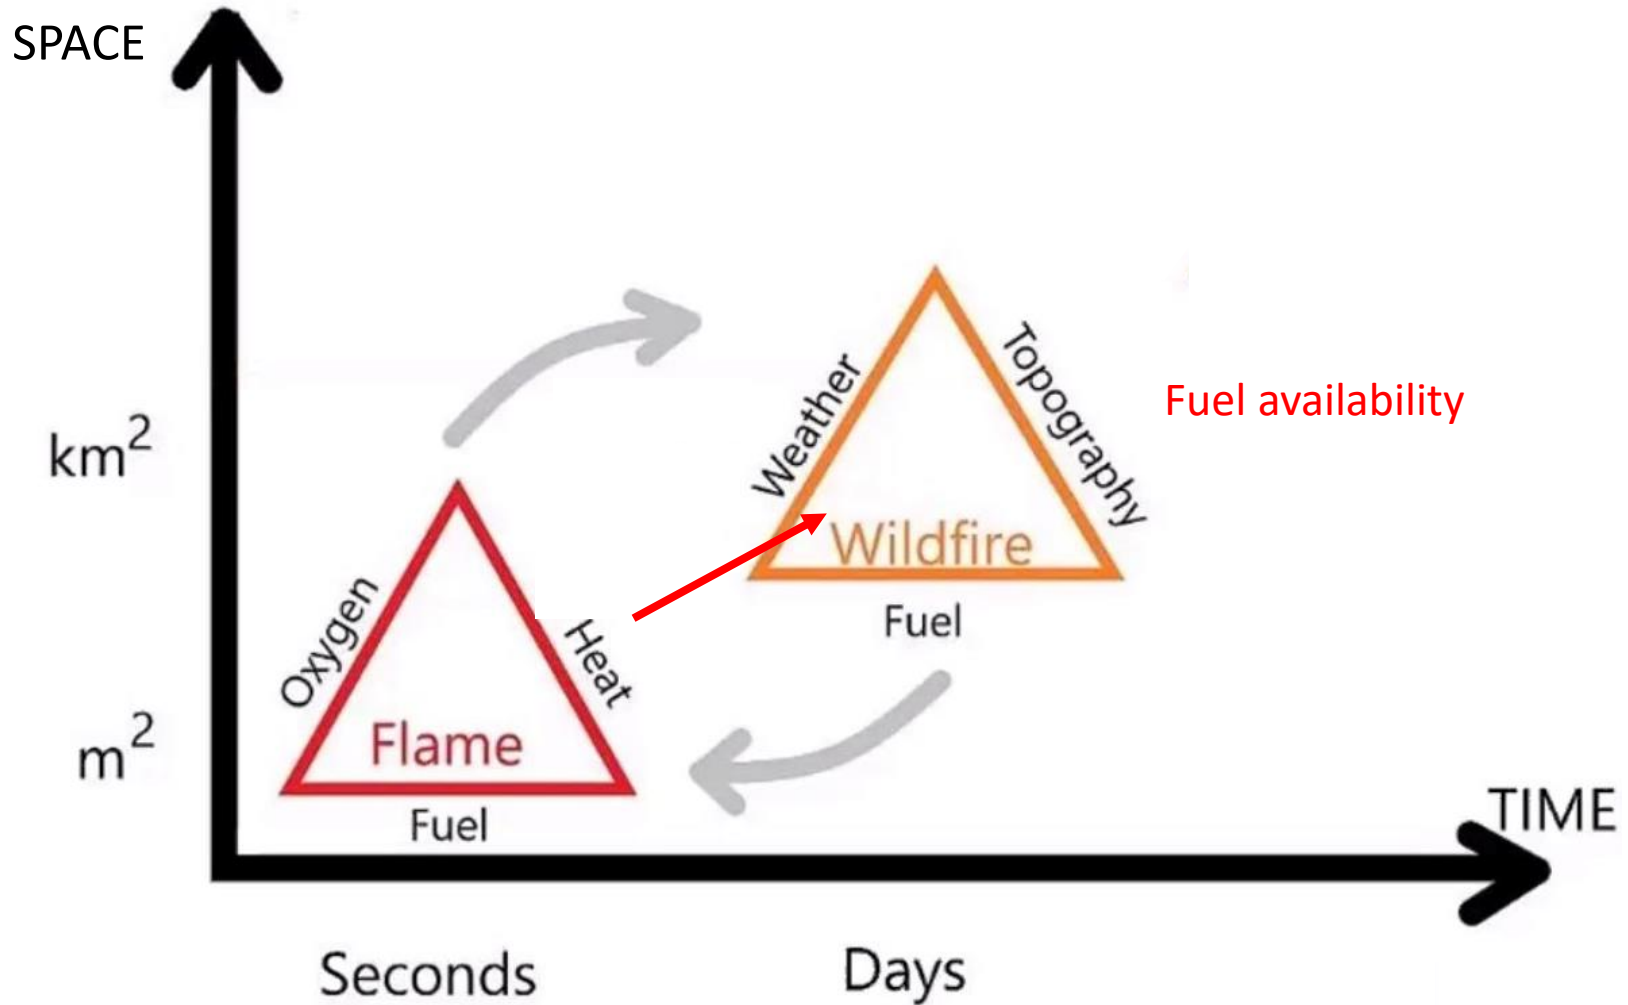 SPACE
km²
m²
Oxygen
Heat
Flame
Fuel
Weather
Topography
Wildfire
Fuel
Fuel availability
TIME
Seconds
Days